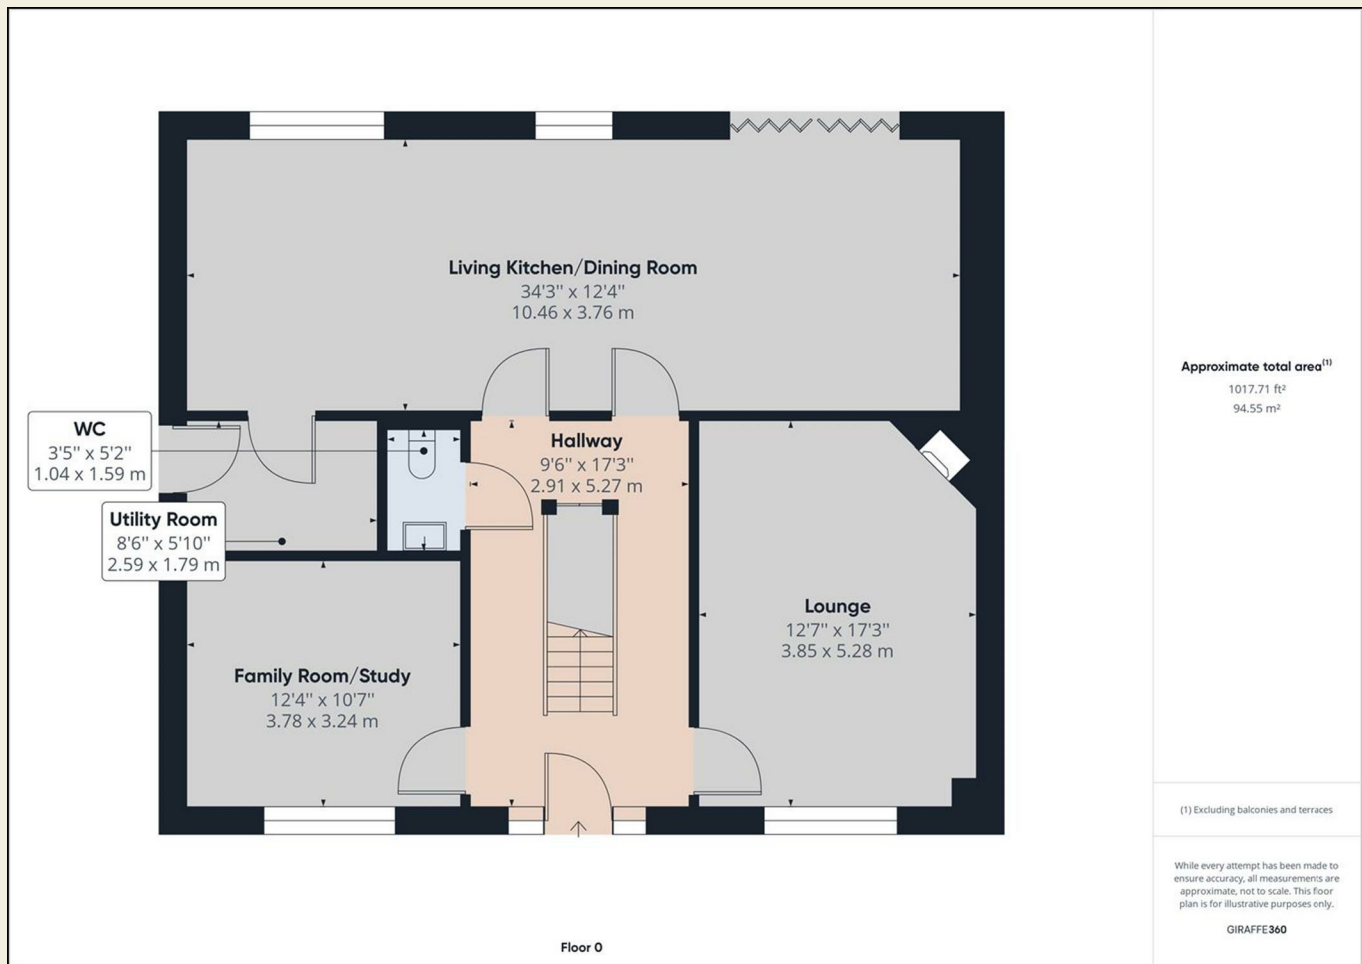 Living Kitchen/Dining Room
34'3" x 12'4"
10.46 x 3.76 m
WC
3'5" x 5'2"
1.04 x 1.59 m
Hallway
9'6" x 17'3"
2.91 x 5.27 m
Utility Room
8'6" x 5'10"
2.59 x 1.79 m
Lounge
12'7" x 17'3"
3.85 x 5.28 m
Family Room/Study
12'4" x 10'7"
3.78 x 3.24 m
Floor 0
Approximate total area(1)
1017.71 ft²
94.55 m²
(1) Excluding balconies and terraces
While every attempt has been made to
ensure accuracy, all measurements are
approximate, not to scale. This floor
plan is for illustrative purposes only.
GIRAFFE360